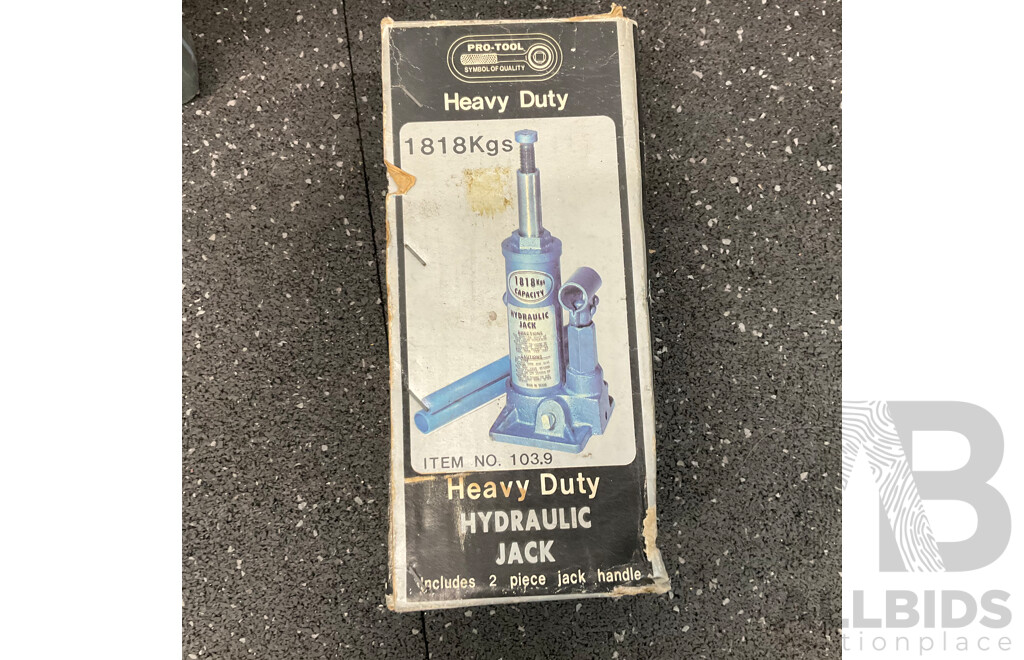 PRO-TOOL
SYMBOL OF QUALITY
Heavy Duty
1818Kgs
1818Kgs
CAPACITY
HYDRAULIC
JACK
ITEM NO. 103.9
Heavy Duty
HYDRAULIC
JACK
includes 2 piece jack handle
LLBIDS
tionplace